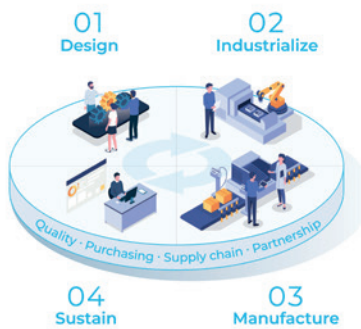 01
Design
02
Industrialize
Quality · Purchasing · Supply chain · Partnership
04
Sustain
03
Manufacture